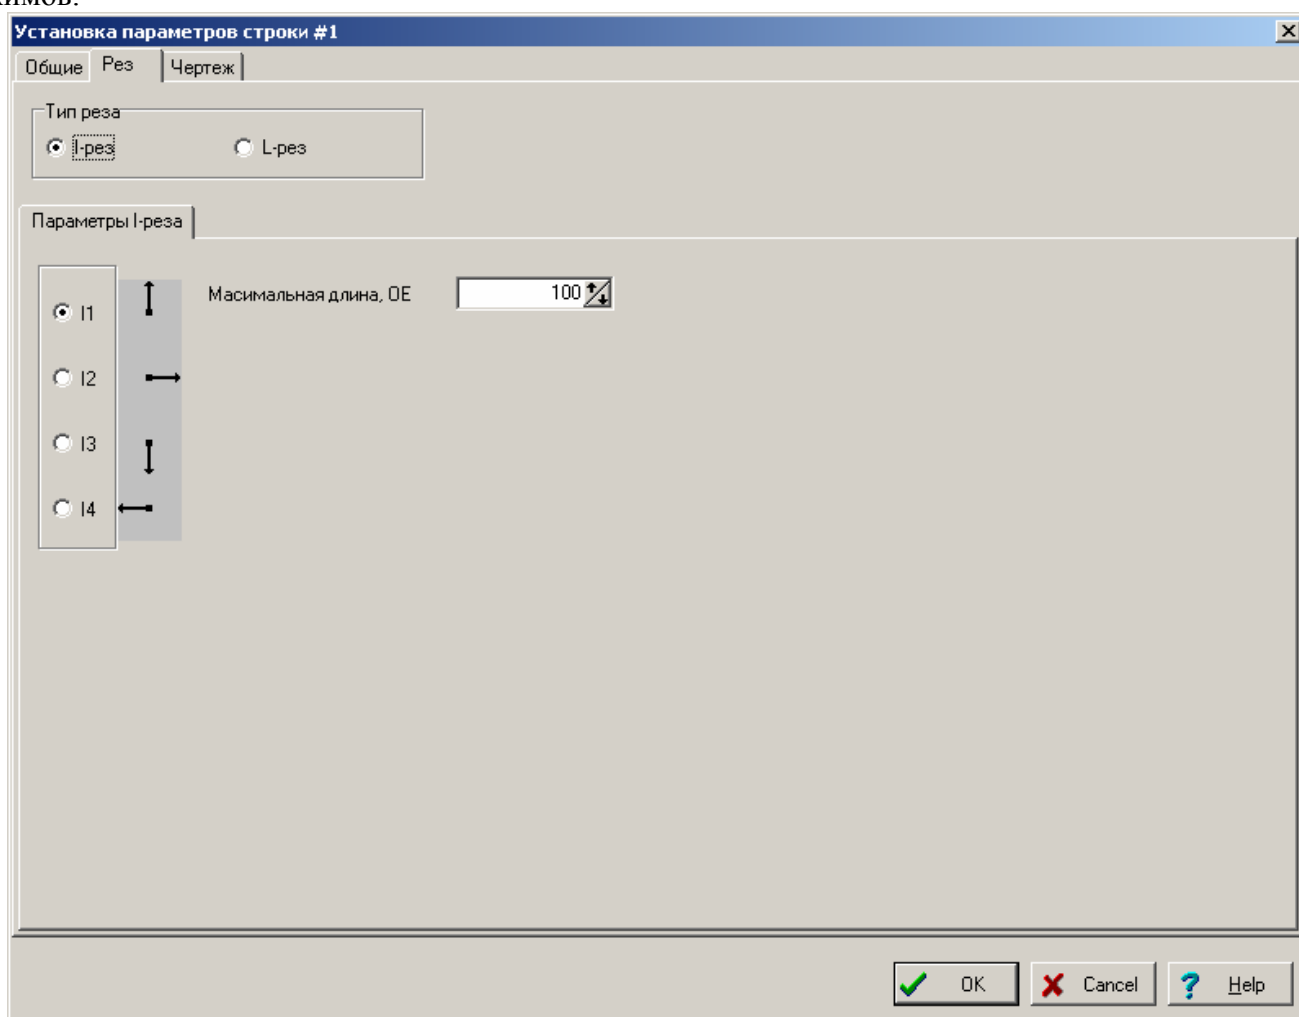 Установка параметров строки #1
Общие Рез Чертеж
Тип реза
I-рез L-рез
Параметры I-реза
I1 Масимальная длина, ОЕ 100
I2
I3
I4
OK Cancel Help